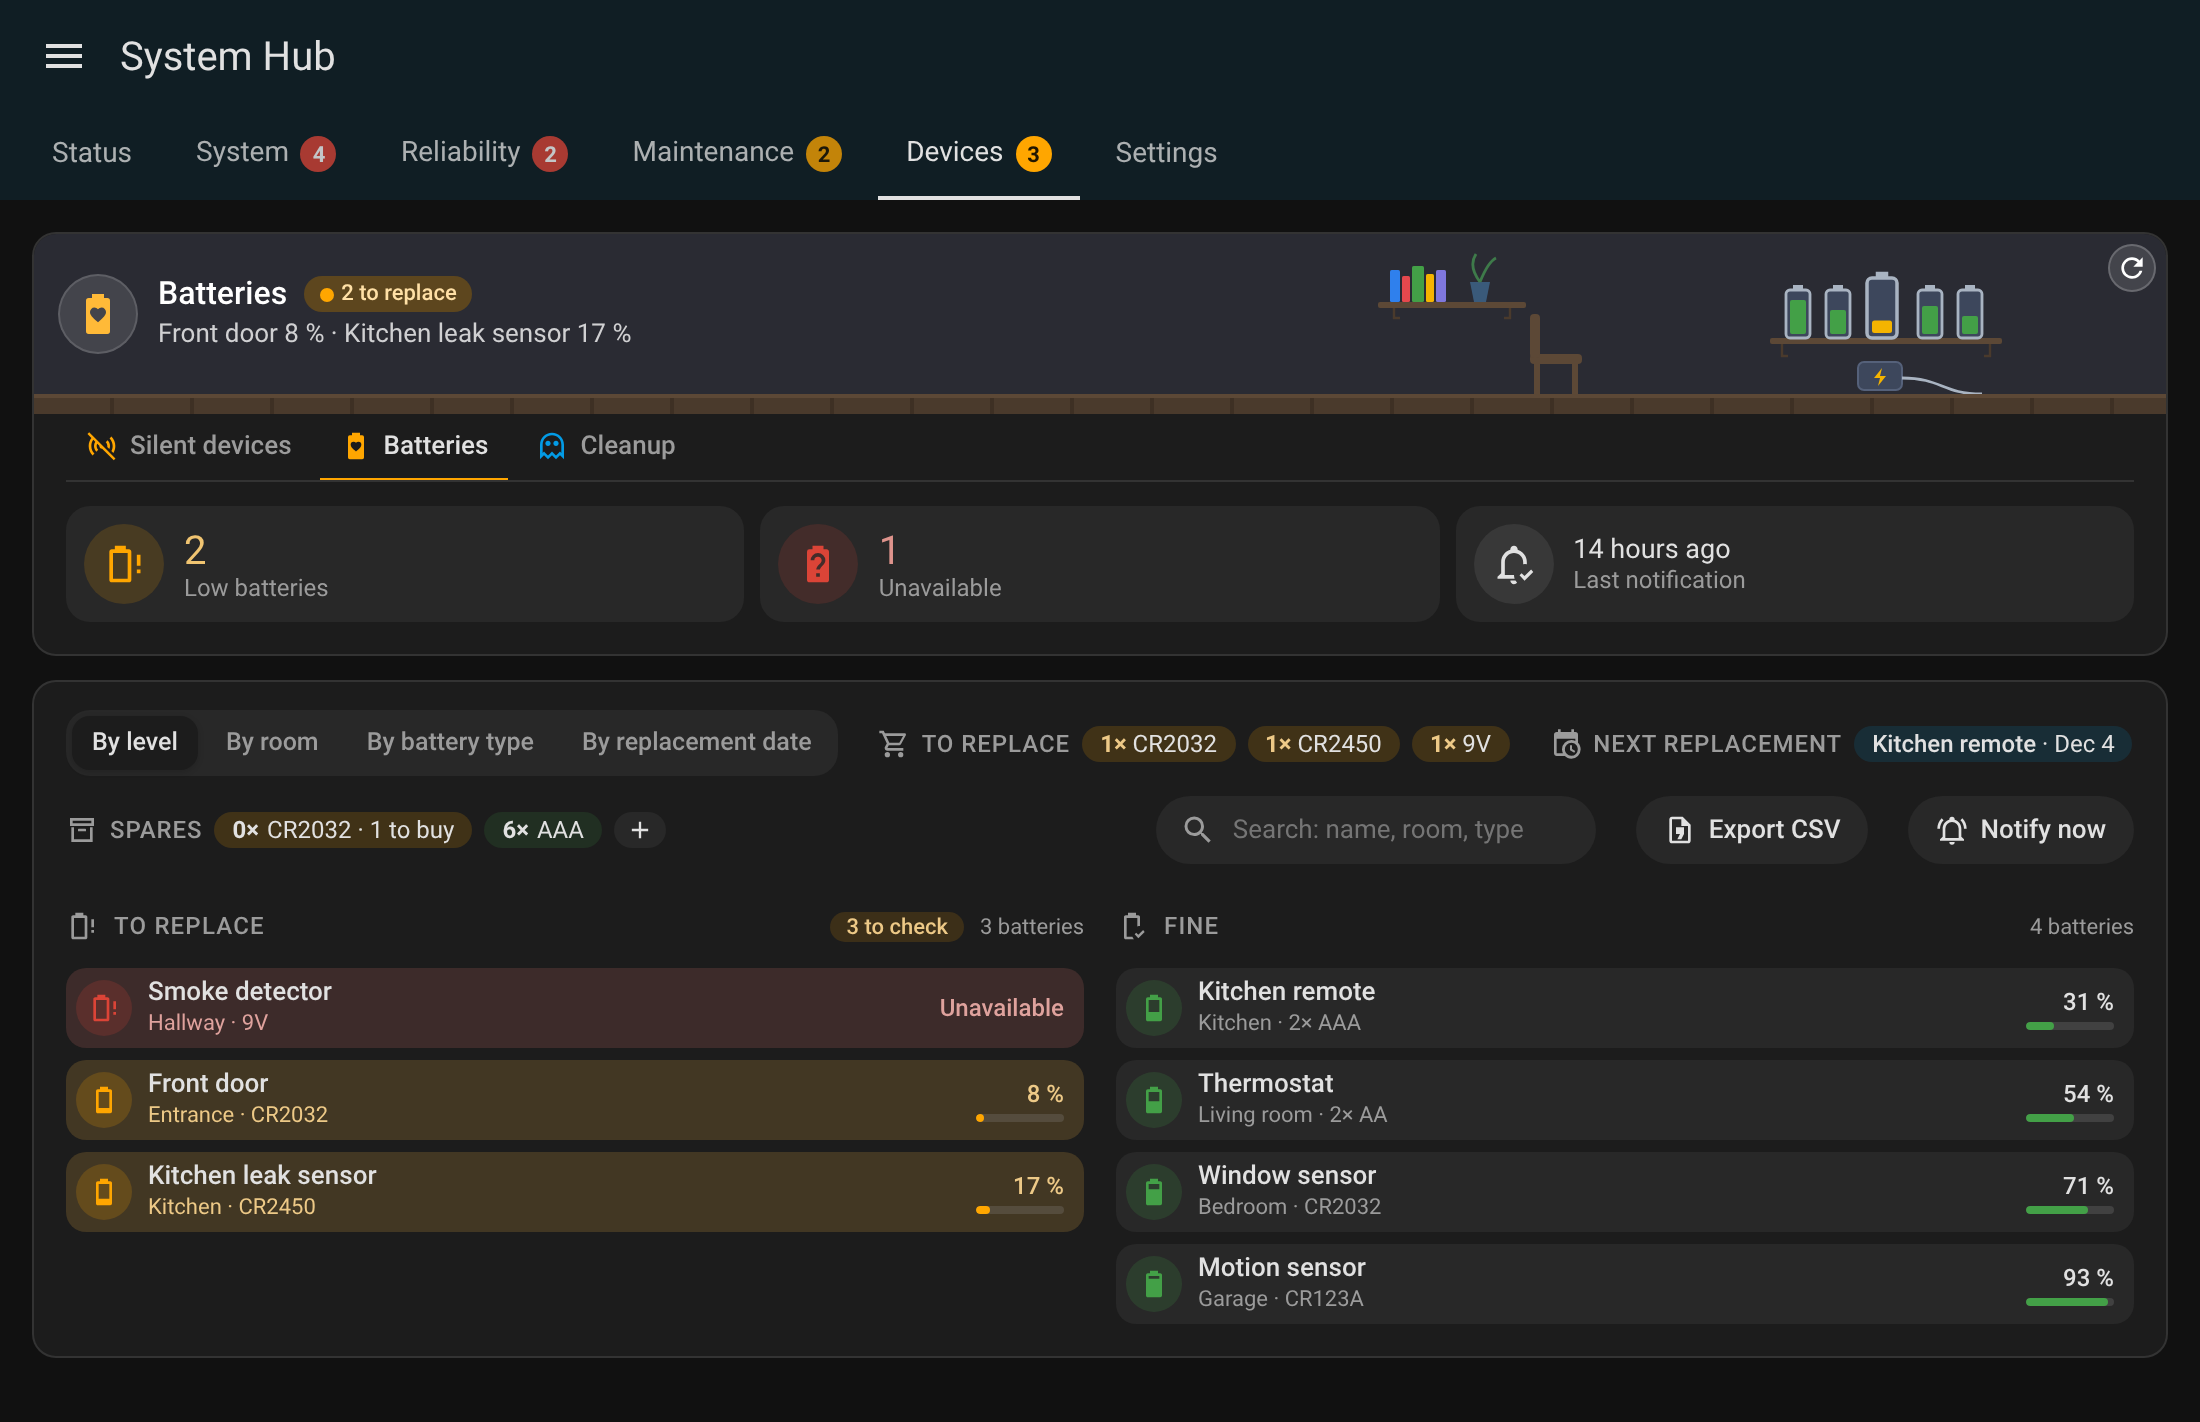 System Hub
Status
System 4
Reliability 2
Maintenance 2
Devices 3
Settings
Batteries
2 to replace
Front door 8 % · Kitchen leak sensor 17 %
Silent devices
Batteries
Cleanup
2
Low batteries
1
Unavailable
14 hours ago
Last notification
By level
By room
By battery type
By replacement date
TO REPLACE
1× CR2032
1× CR2450
1× 9V
NEXT REPLACEMENT
Kitchen remote · Dec 4
SPARES
0× CR2032 · 1 to buy
6× AAA
+
Search: name, room, type
Export CSV
Notify now
TO REPLACE
3 to check
3 batteries
Smoke detector
Hallway · 9V
Unavailable
Front door
Entrance · CR2032
8 %
Kitchen leak sensor
Kitchen · CR2450
17 %
FINE
4 batteries
Kitchen remote
Kitchen · 2× AAA
31 %
Thermostat
Living room · 2× AA
54 %
Window sensor
Bedroom · CR2032
71 %
Motion sensor
Garage · CR123A
93 %